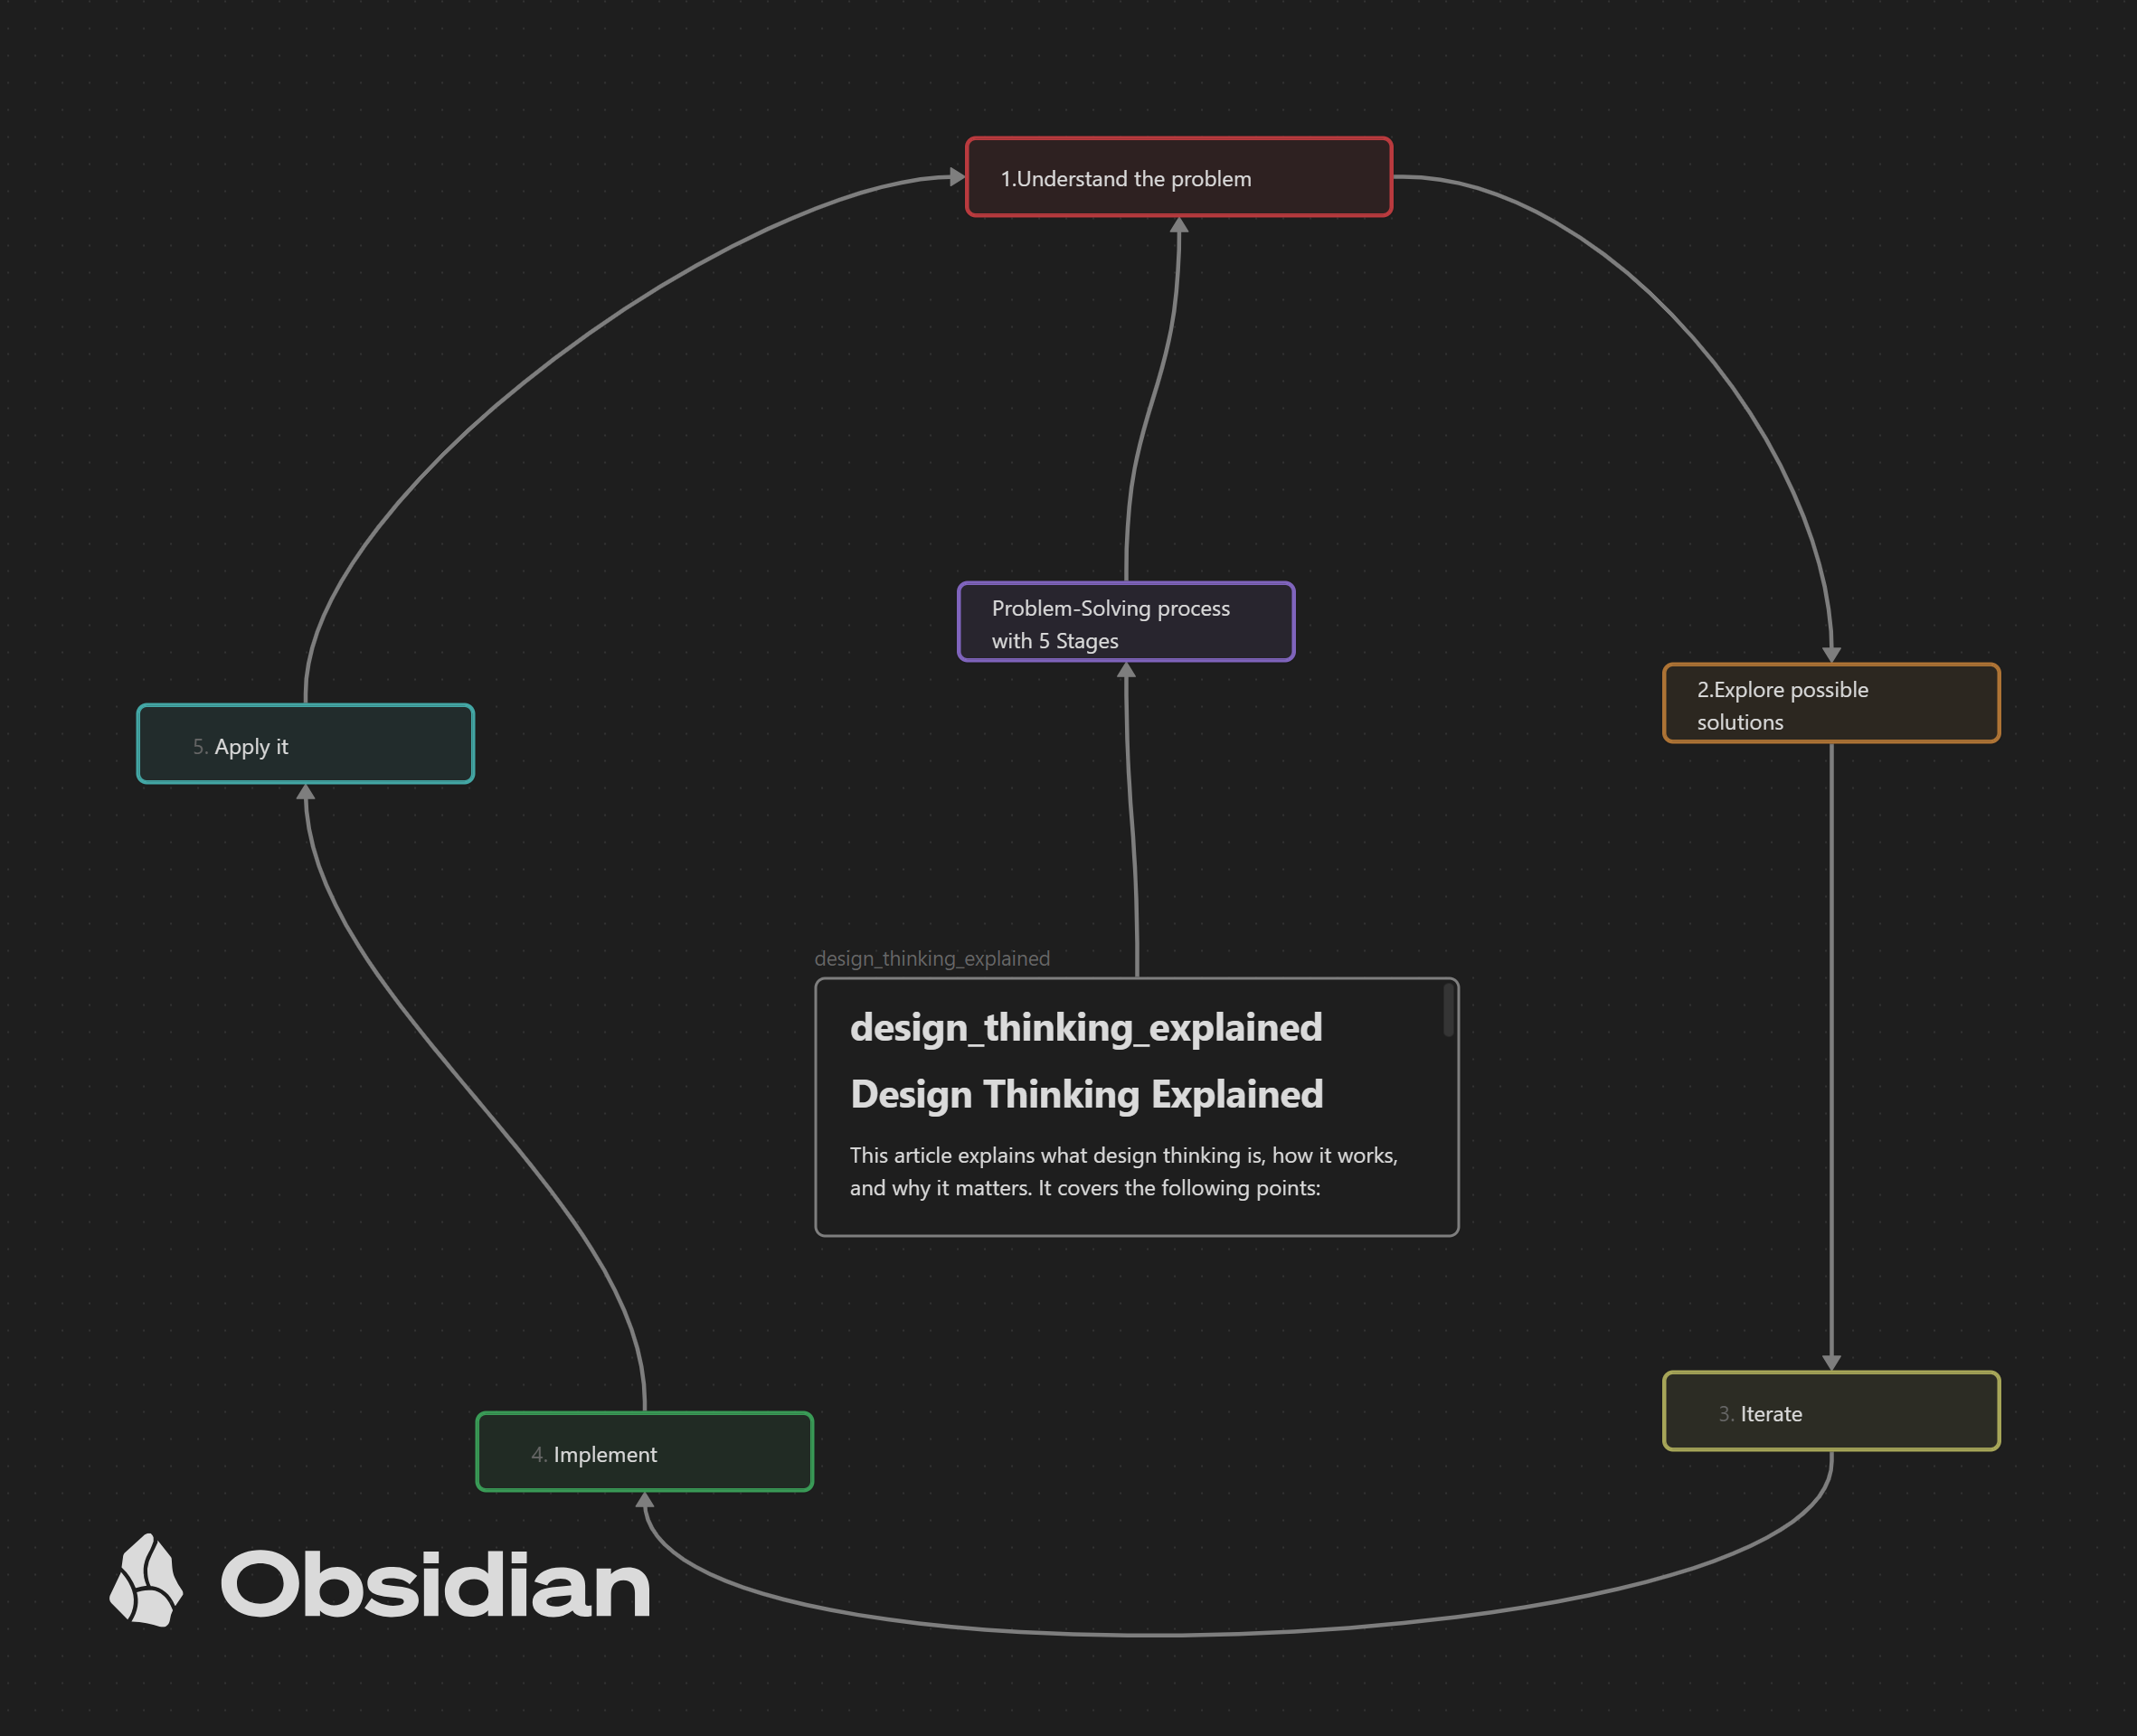 1.Understand the problem
Problem-Solving process
with 5 Stages
2.Explore possible
solutions
5. Apply it
design_thinking_explained
design_thinking_explained
Design Thinking Explained
This article explains what design thinking is, how it works,
and why it matters. It covers the following points:
3. Iterate
4. Implement
Obsidian